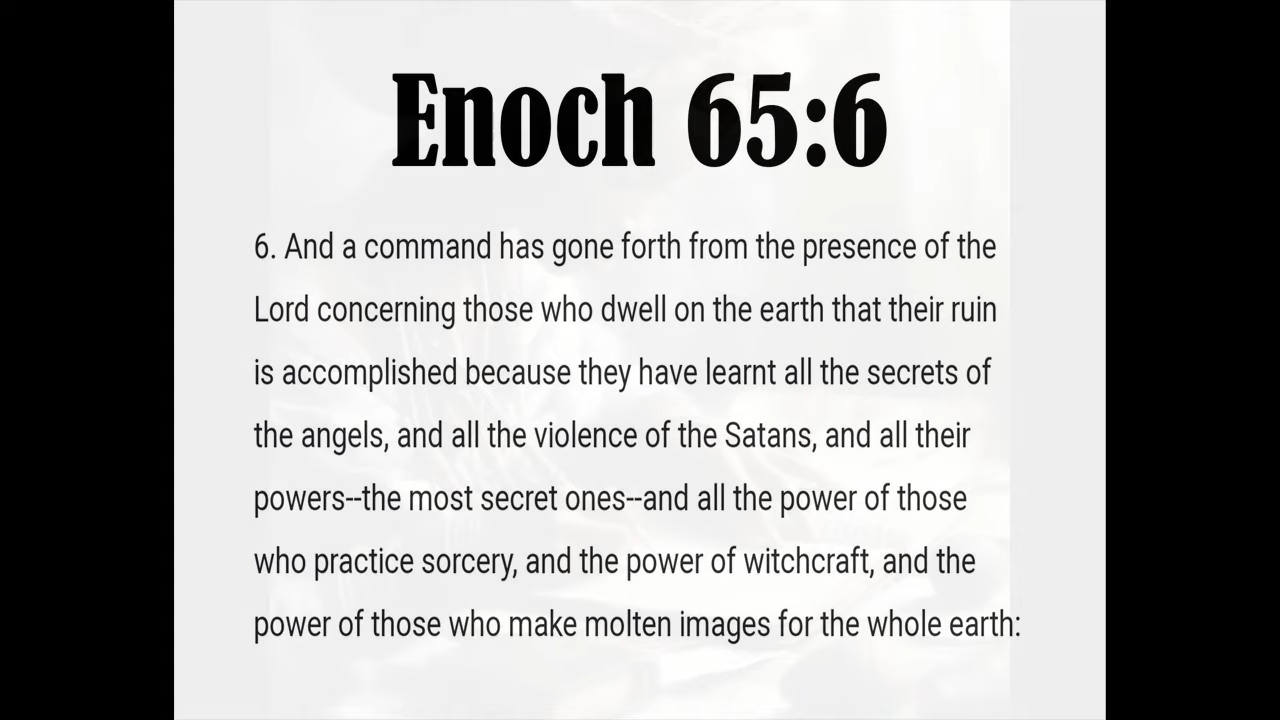 Enoch 65:6
6. And a command has gone forth from the presence of the
Lord concerning those who dwell on the earth that their ruin
is accomplished because they have learnt all the secrets of
the angels, and all the violence of the Satans, and all their
powers--the most secret ones--and all the power of those
who practice sorcery, and the power of witchcraft, and the
power of those who make molten images for the whole earth: